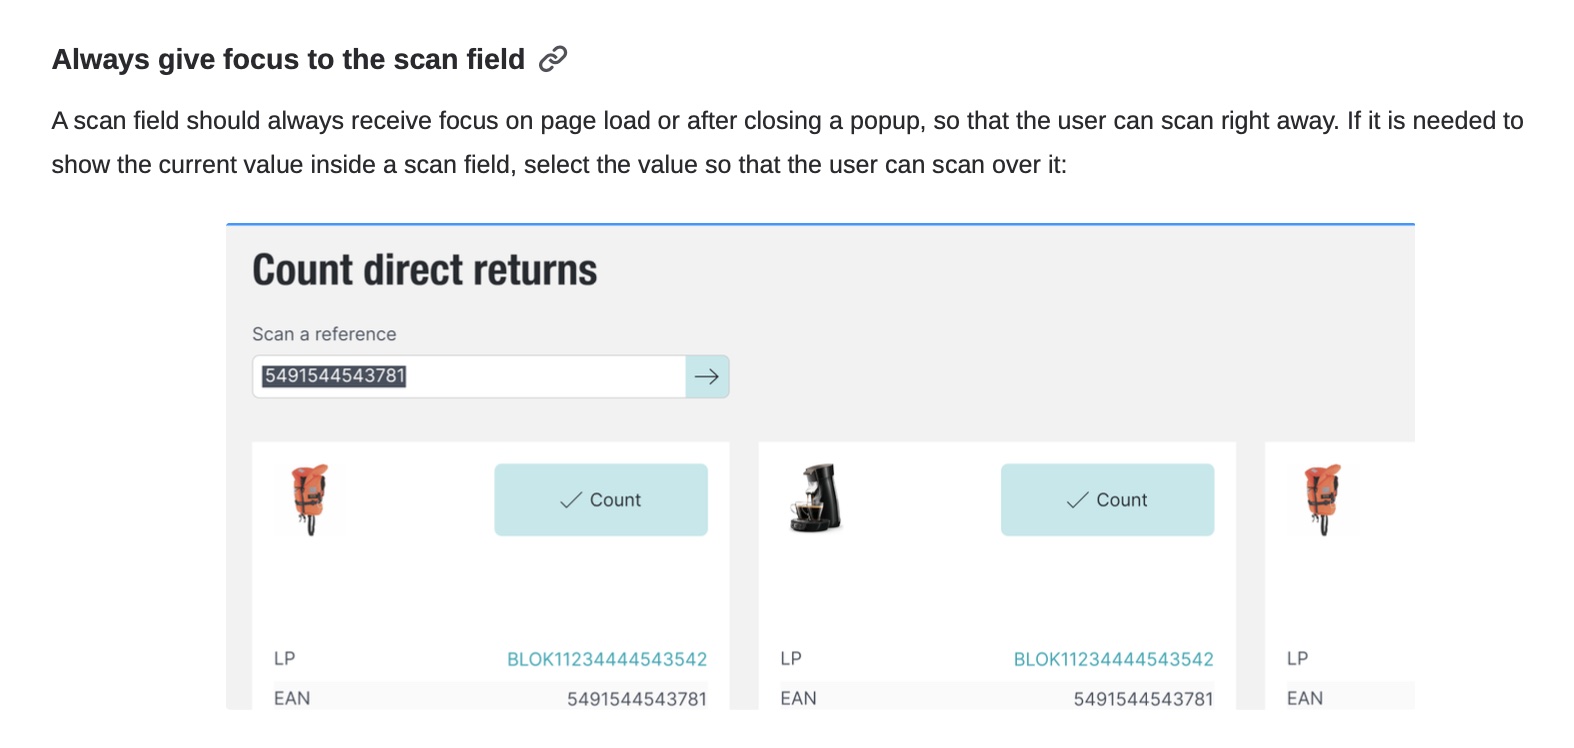 Always give focus to the scan field
A scan field should always receive focus on page load or after closing a popup, so that the user can scan right away. If it is needed to
show the current value inside a scan field, select the value so that the user can scan over it:
Count direct returns
Scan a reference
5491544543781
Count
Count
LP BLOK11234444543542
LP BLOK11234444543542
LP
EAN 5491544543781
EAN 5491544543781
EAN